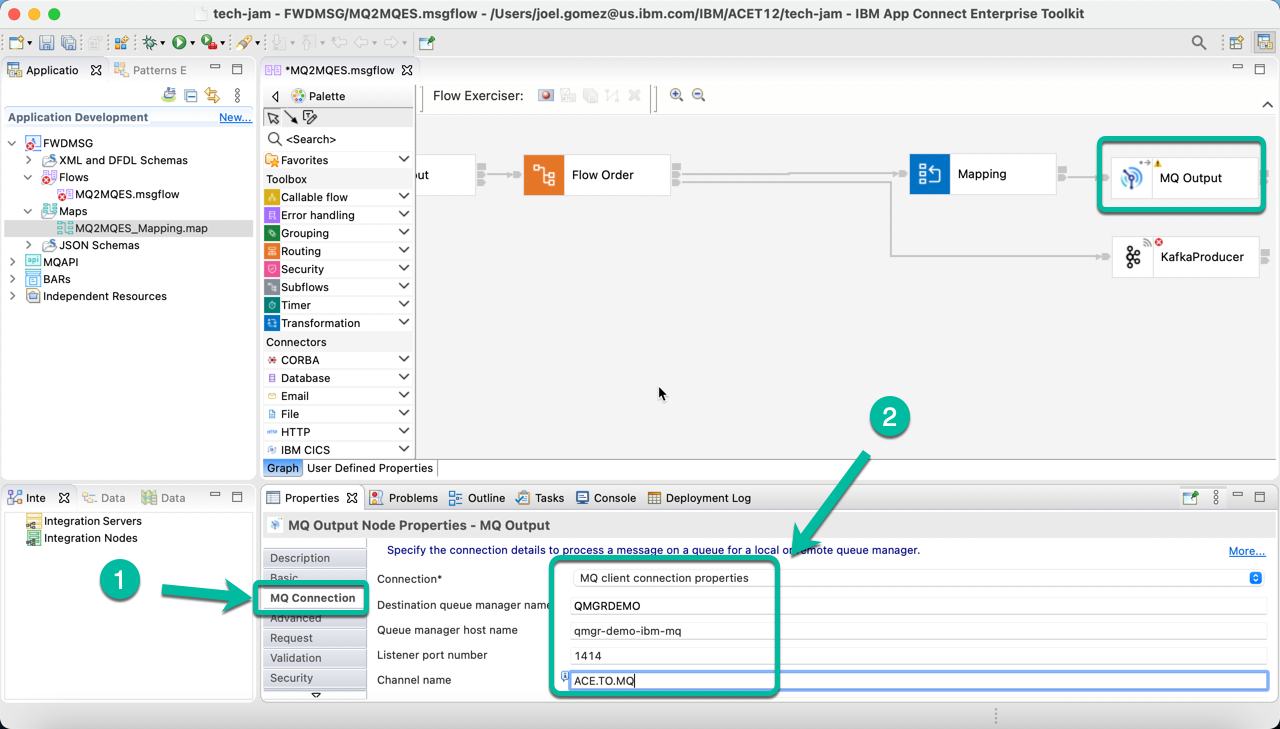 tech-jam - FWDMSG/MQ2MQES.msgflow - /Users/joel.gomez@us.ibm.com/IBM/ACET12/tech-jam - IBM App Connect Enterprise Toolkit
Applicatio
Patterns E
Application Development
New...
FWDMSG
XML and DFDL Schemas
Flows
MQ2MQES.msgflow
Maps
MQ2MQES_Mapping.map
JSON Schemas
MQAPI
BARs
Independent Resources
*MQ2MQES.msgflow
Palette
<Search>
Favorites
Toolbox
Callable flow
Error handling
Grouping
Routing
Security
Subflows
Timer
Transformation
Connectors
CORBA
Database
Email
File
HTTP
IBM CICS
Flow Exerciser:
ut
Flow Order
Mapping
MQ Output
KafkaProducer
Graph
User Defined Properties
Inte
Data
Data
Integration Servers
Integration Nodes
Properties
Problems
Outline
Tasks
Console
Deployment Log
MQ Output Node Properties - MQ Output
Description
Basic
MQ Connection
Advanced
Request
Validation
Security
Specify the connection details to process a message on a queue for a local or remote queue manager.
More...
Connection*
MQ client connection properties
Destination queue manager name
QMGRDEMO
Queue manager host name
qmgr-demo-ibm-mq
Listener port number
1414
Channel name
ACE.TO.MQ
1
2